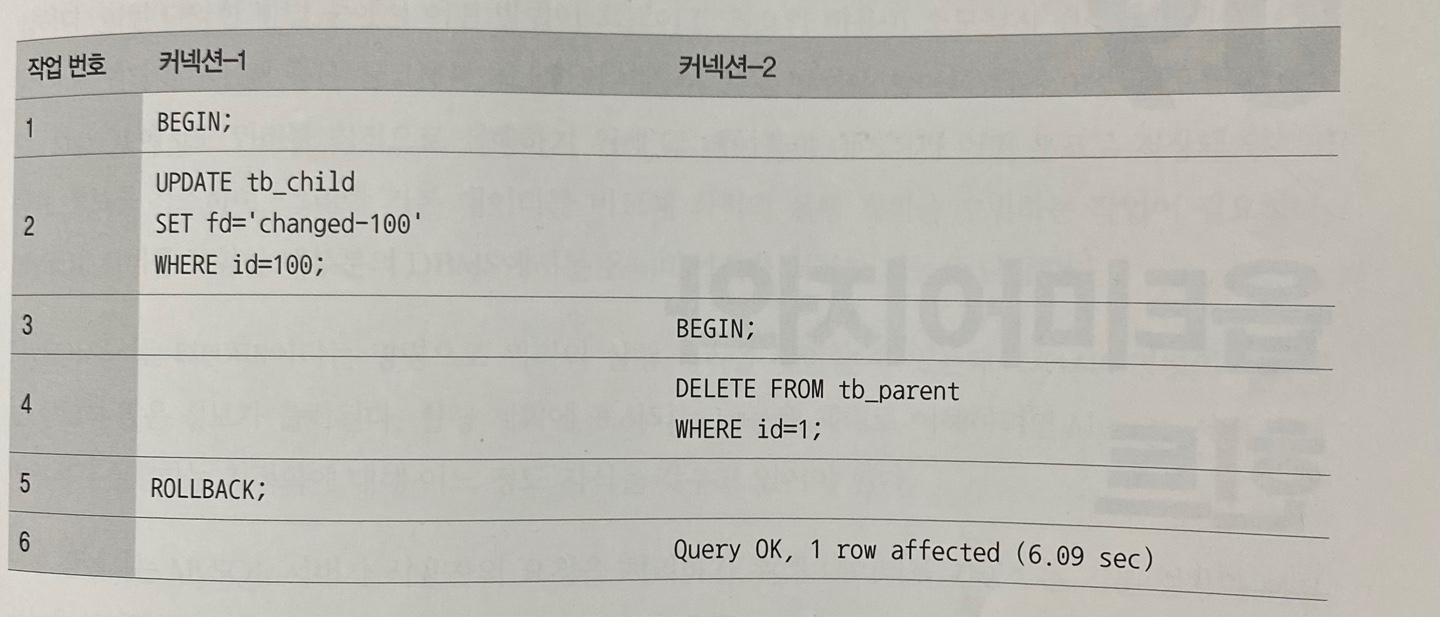 작업 번호 커넥션-1 커넥션-2
1 BEGIN;
UPDATE tb_child
2 SET fd='changed-100'
WHERE id=100;
3 BEGIN;
DELETE FROM tb_parent
4
WHERE id=1;
5 ROLLBACK;
6 Query OK, 1 row affected (6.09 sec)